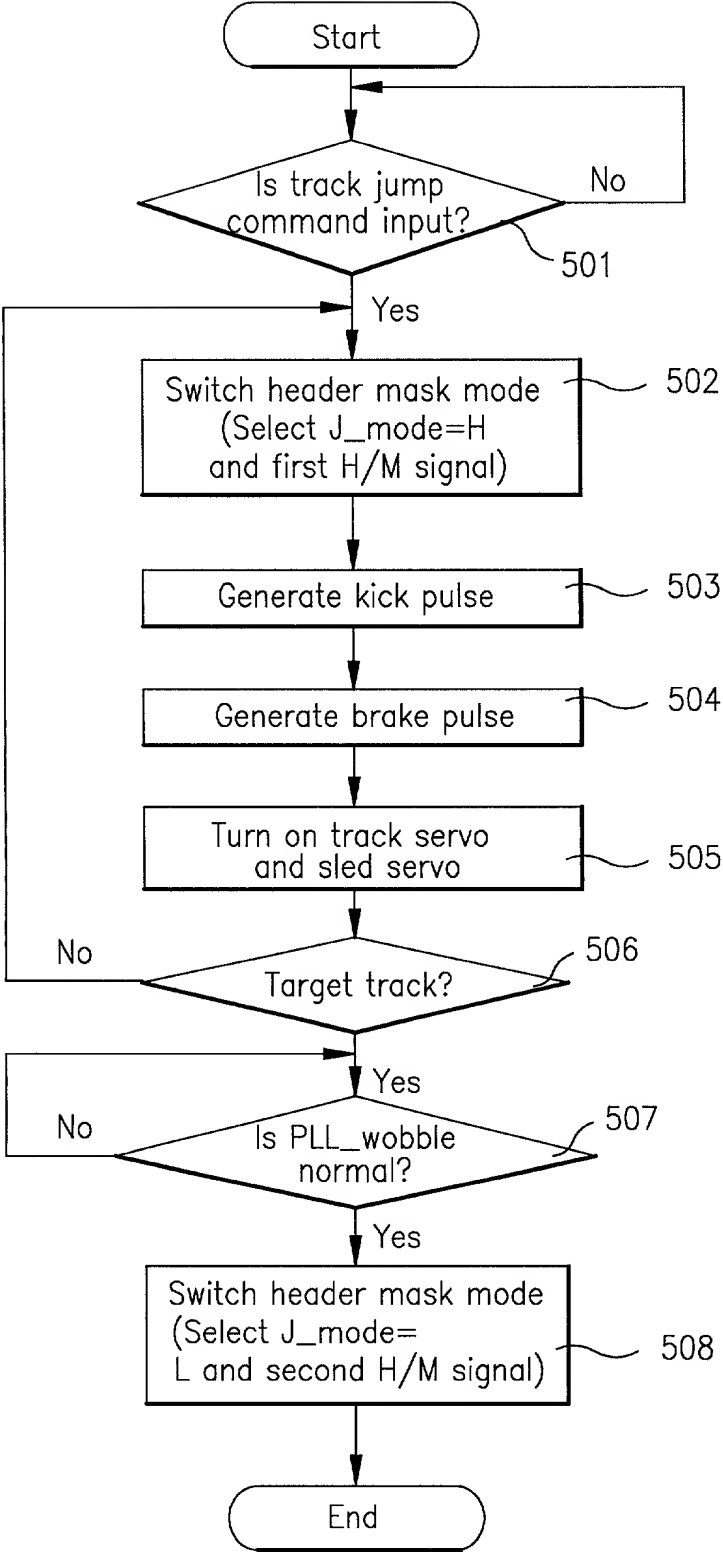 Start
Is track jump
command input?
No
501
Yes
Switch header mask mode
(Select J_mode=H
and first H/M signal)
502
Generate kick pulse
503
Generate brake pulse
504
Turn on track servo
and sled servo
505
No
Target track?
506
Yes
No
Is PLL_wobble
normal?
507
Yes
Switch header mask mode
(Select J_mode=
L and second H/M signal)
508
End